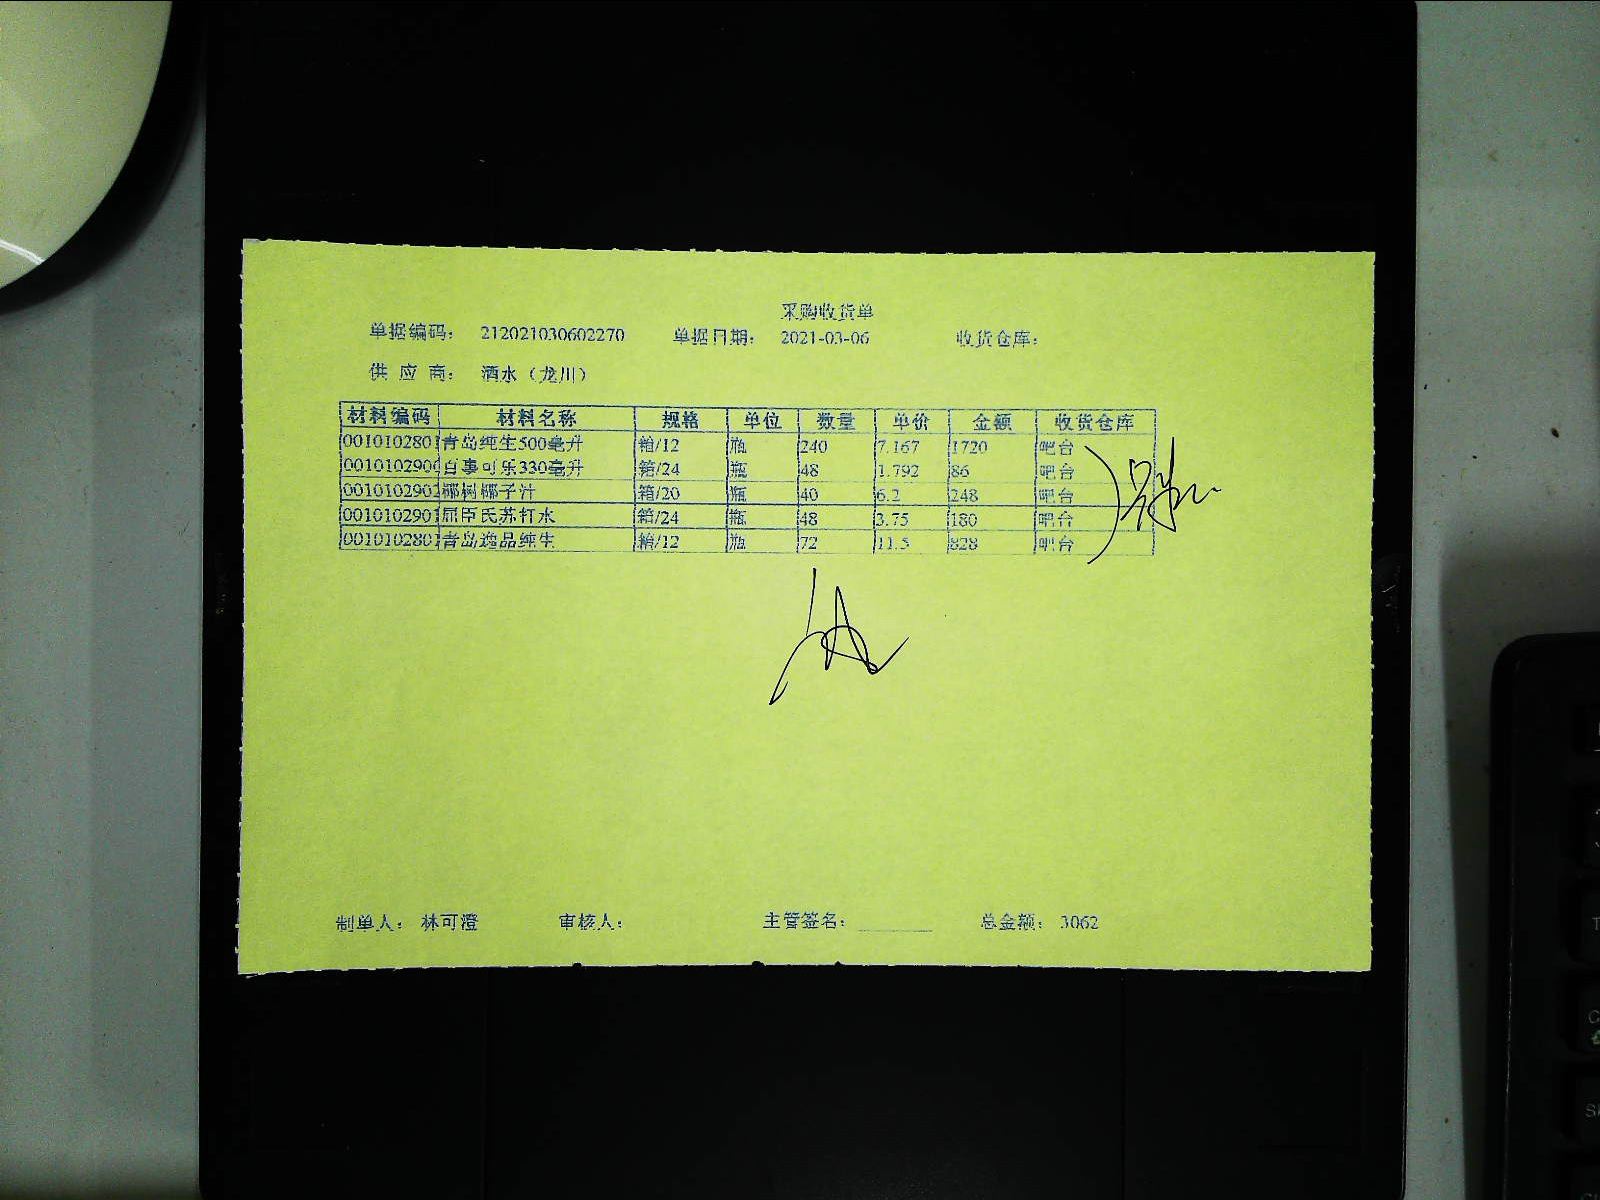 采购收货单
单据编码： 212021030602270 单据日期： 2021-03-06 收货仓库：
供 应 商： 酒水（龙川）
材料编码 材料名称 规格 单位 数量 单价 金额 收货仓库
0010102801 青岛纯生500毫升 箱/12 瓶 240 7.167 1720 吧台
001010290 百事可乐330毫升 箱/24 瓶 48 1.792 86 吧台
0010102902 椰树椰子汁 箱/20 瓶 40 6.2 248 吧台
0010102901 屈臣氏苏打水 箱/24 瓶 48 3.75 180 吧台
0010102801 青岛逸品纯生 箱/12 瓶 72 11.5 828 吧台
制单人： 林可澄 审核人： 主管签名： 总金额： 3062